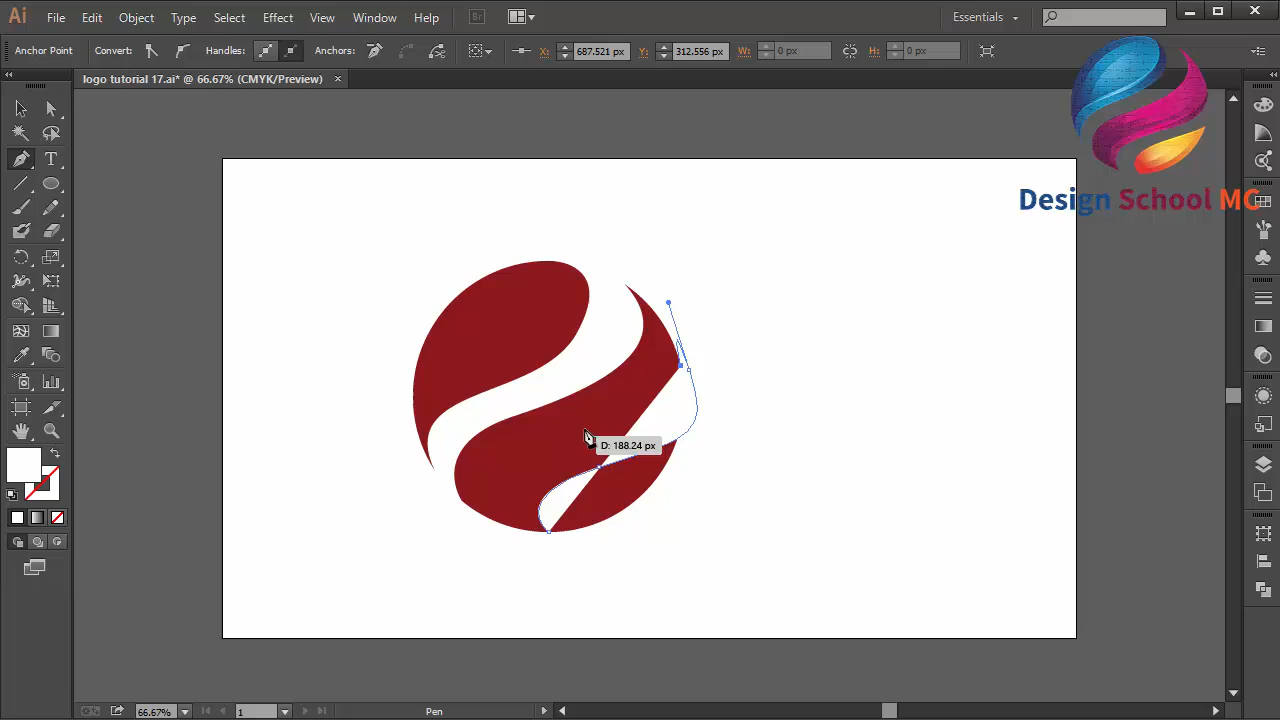 Ai File Edit Object Type Select Effect View Window Help Br Essentials
Anchor Point Convert: Handles: Anchors: X: 687.521 px Y: 312.556 px W: 0 px H: 0 px
logo tutorial 17.ai* @ 66.67% (CMYK/Preview)
Design School MC
D: 188.24 px
66.67% 1 Pen